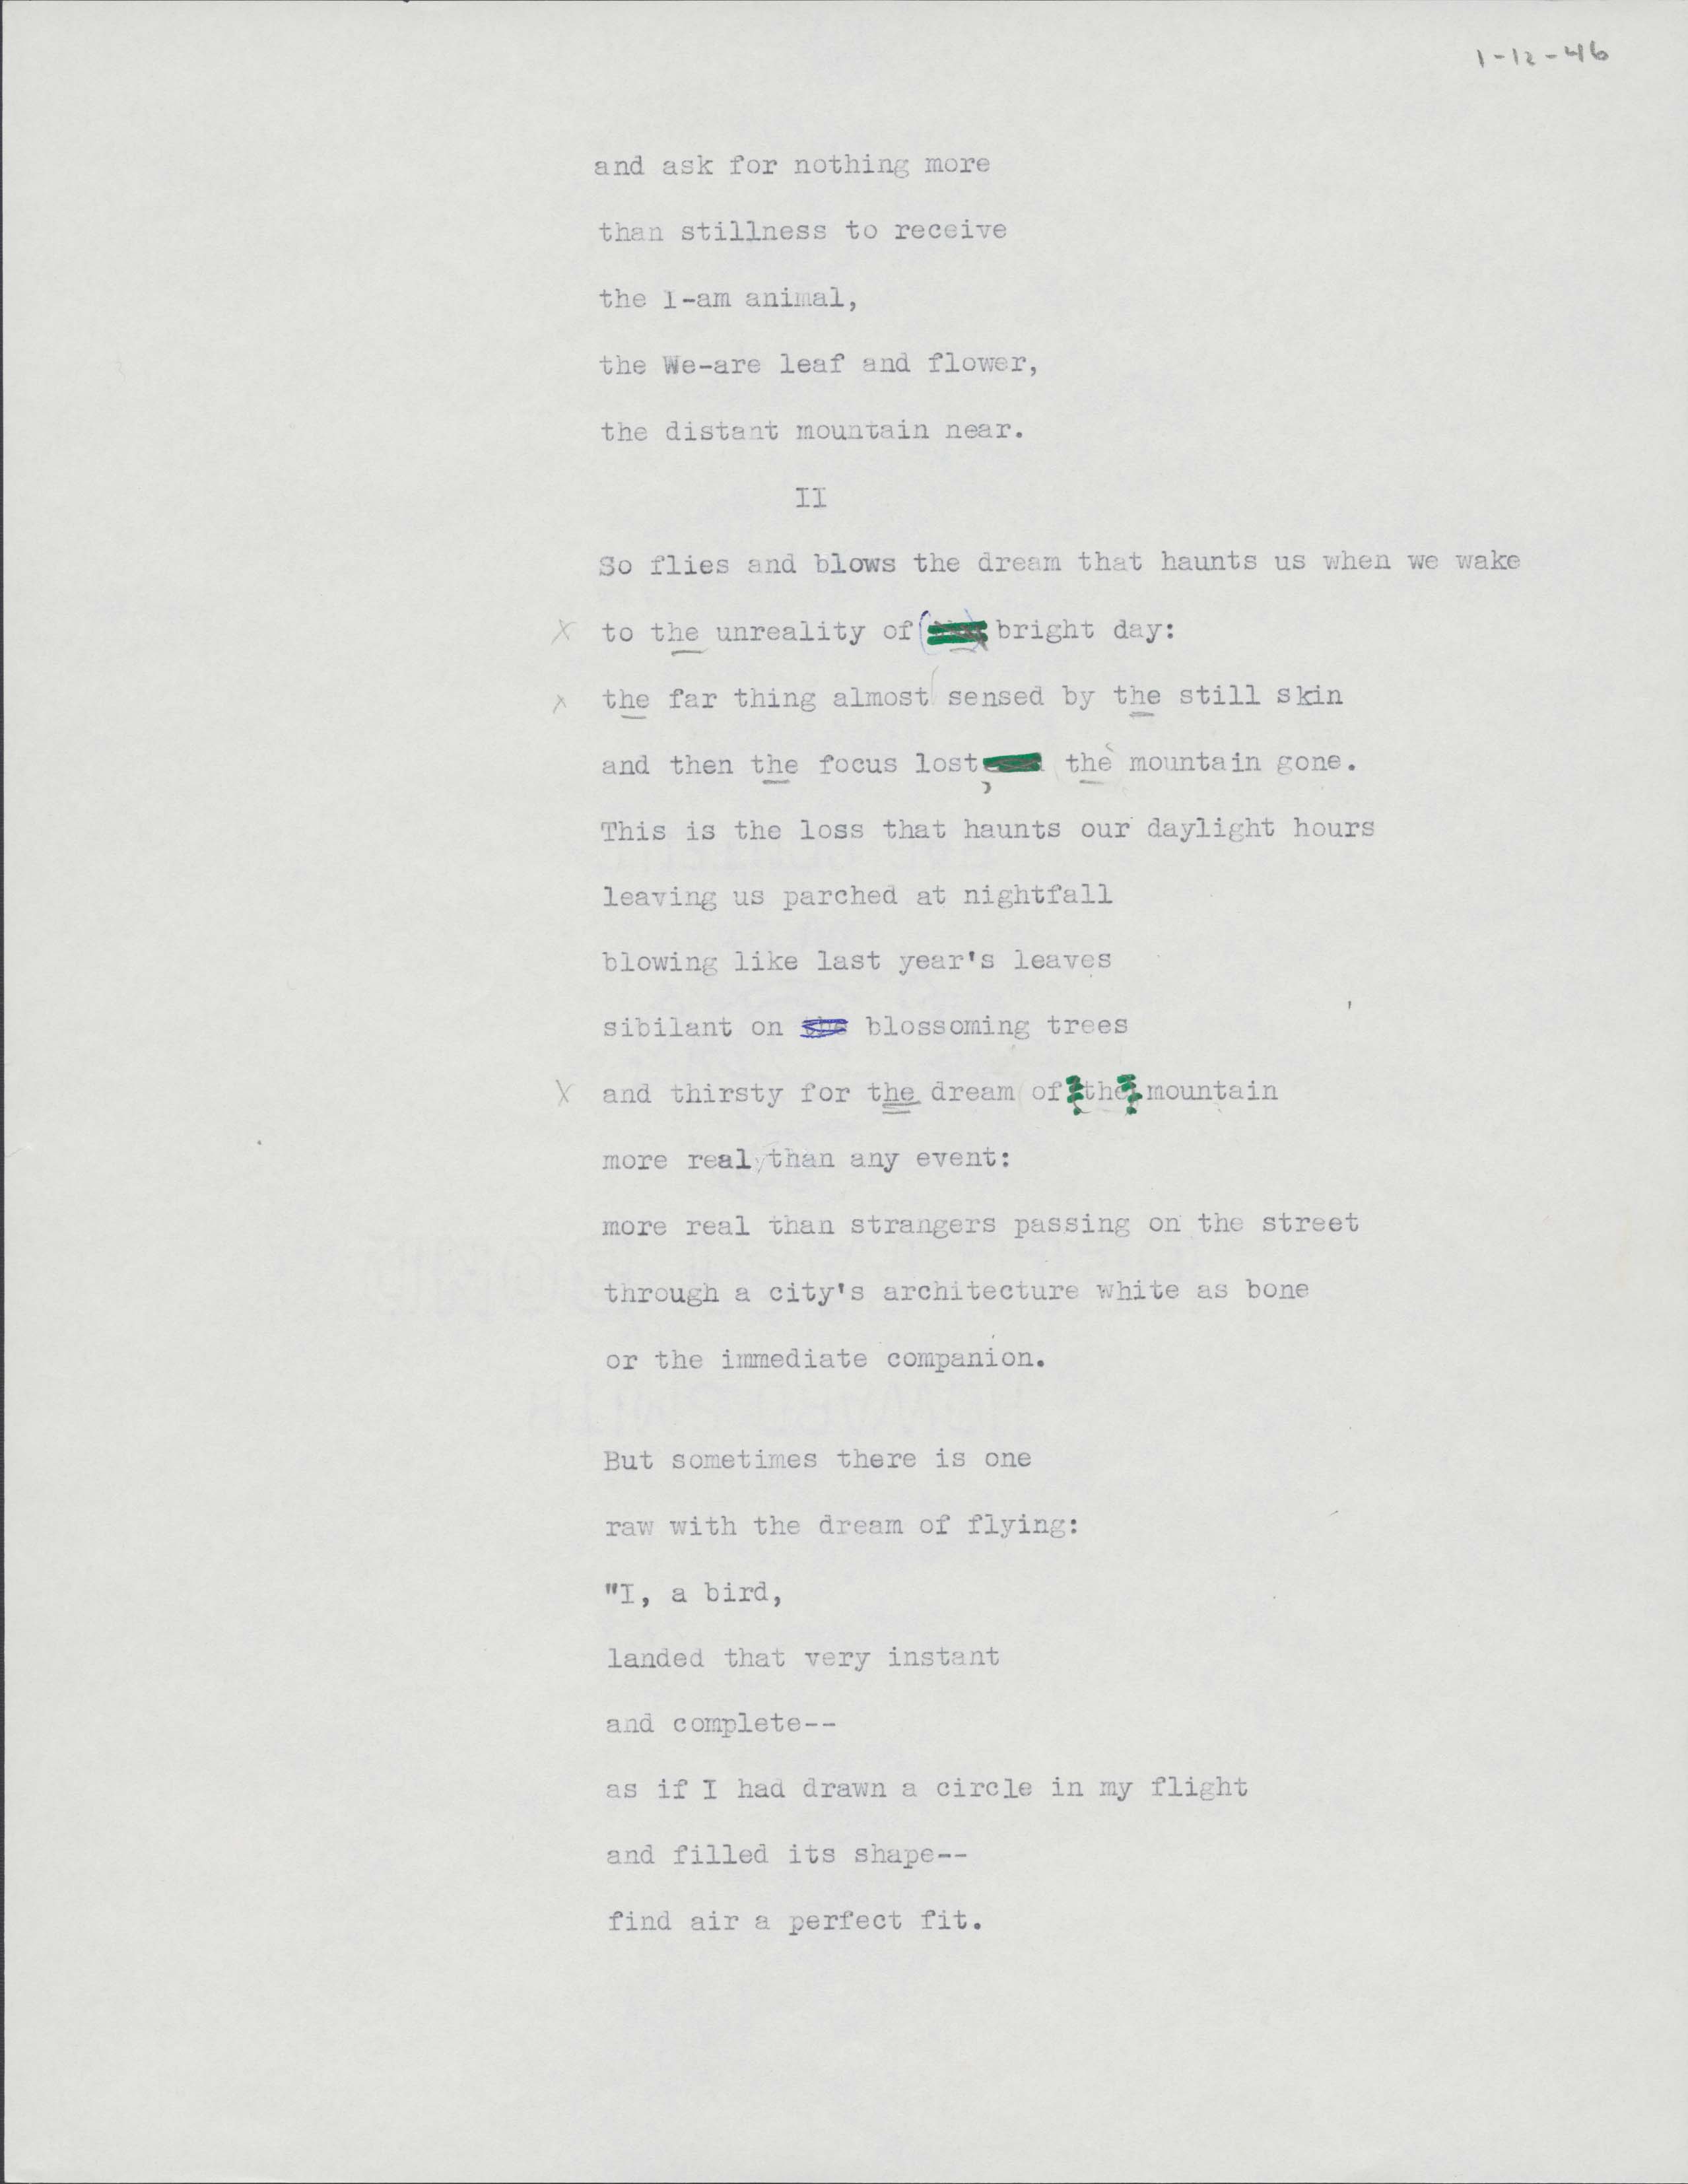 1-12-46
and ask for nothing more
than stillness to receive
the I-am animal,
the We-are leaf and flower,
the distant mountain near.
II
So flies and blows the dream that haunts us when we wake
to the unreality of bright day:
the far thing almost sensed by the still skin
and then the focus lost, the mountain gone.
This is the loss that haunts our daylight hours
leaving us parched at nightfall
blowing like last year's leaves
sibilant on the blossoming trees
and thirsty for the dream of the mountain
more real than any event:
more real than strangers passing on the street
through a city's architecture white as bone
or the immediate companion.
But sometimes there is one
raw with the dream of flying:
"I, a bird,
landed that very instant
and complete--
as if I had drawn a circle in my flight
and filled its shape--
find air a perfect fit.